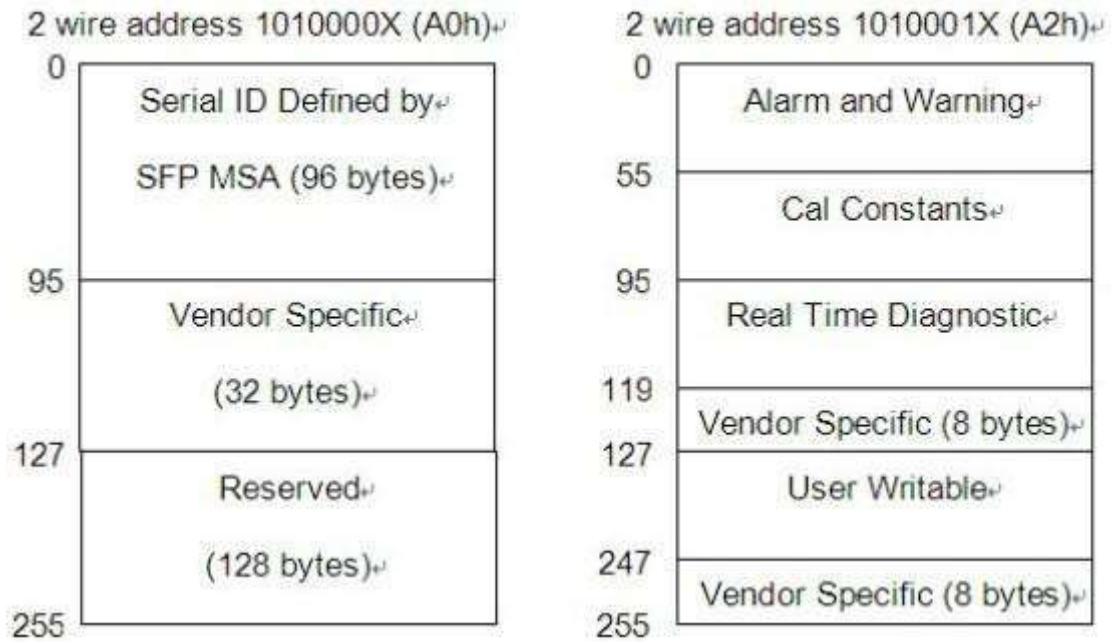 2 wire address 1010000X (A0h)↵
0
Serial ID Defined by↵
SFP MSA (96 bytes)↵
95
Vendor Specific↵
(32 bytes)↵
127
Reserved↵
(128 bytes)↵
255
2 wire address 1010001X (A2h)↵
0
Alarm and Warning↵
55
Cal Constants↵
95
Real Time Diagnostic↵
119
Vendor Specific (8 bytes)↵
127
User Writable↵
247
Vendor Specific (8 bytes)↵
255